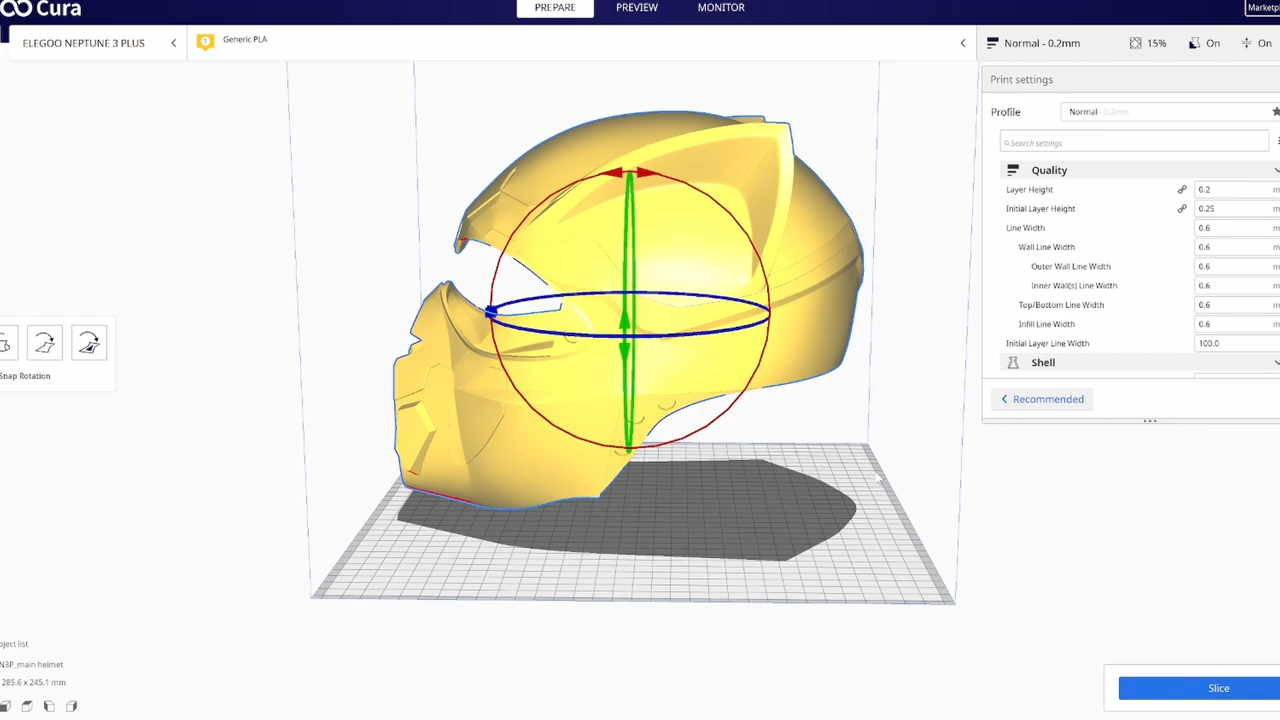 Cura
PREPARE
PREVIEW
MONITOR
ELEGOO NEPTUNE 3 PLUS
1
Generic PLA
Normal - 0.2mm
15%
On
On
Print settings
Profile
Normal - 0.2mm
Search settings
Quality
Layer Height
0.2
Initial Layer Height
0.25
Line Width
0.6
Wall Line Width
0.6
Outer Wall Line Width
0.6
Inner Wall(s) Line Width
0.6
Top/Bottom Line Width
0.6
Infill Line Width
0.6
Initial Layer Line Width
100.0
Shell
Recommended
Snap Rotation
N3P_main helmet
285.6 x 245.1 mm
Slice